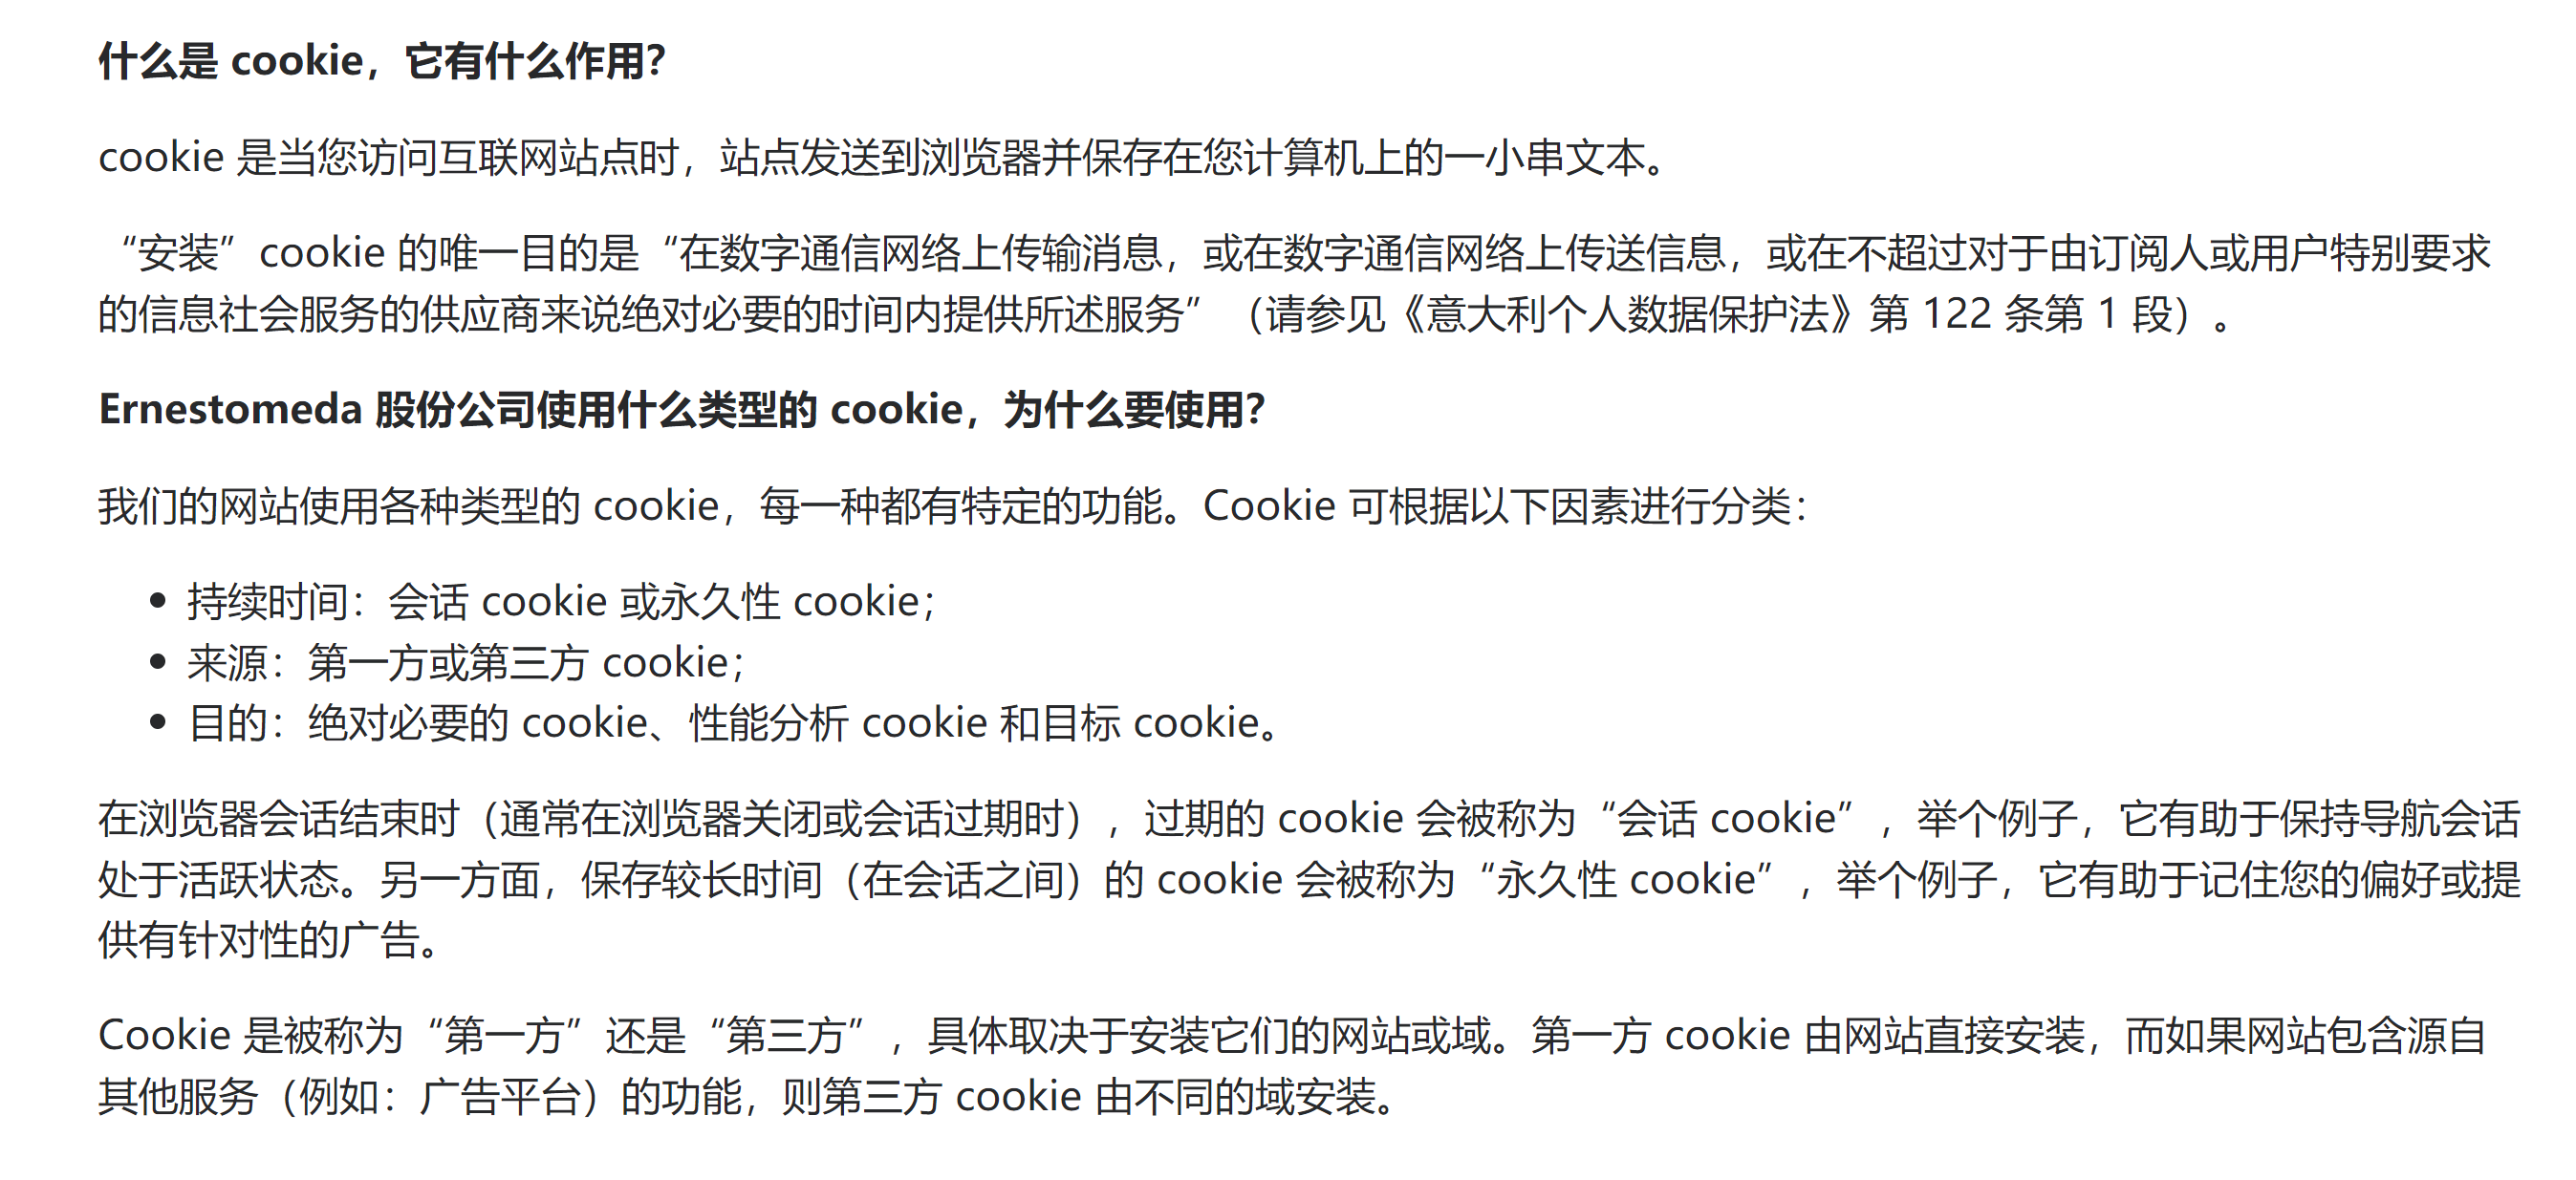 什么是 cookie，它有什么作用？
cookie 是当您访问互联网站点时，站点发送到浏览器并保存在您计算机上的一小串文本。
“安装”cookie 的唯一目的是“在数字通信网络上传输消息，或在数字通信网络上传送信息，或在不超过对于由订阅人或用户特别要求
的信息社会服务的供应商来说绝对必要的时间内提供所述服务”（请参见《意大利个人数据保护法》第 122 条第 1 段）。
Ernestomeda 股份公司使用什么类型的 cookie，为什么要使用？
我们的网站使用各种类型的 cookie，每一种都有特定的功能。Cookie 可根据以下因素进行分类：
• 持续时间：会话 cookie 或永久性 cookie；
• 来源：第一方或第三方 cookie；
• 目的：绝对必要的 cookie、性能分析 cookie 和目标 cookie。
在浏览器会话结束时（通常在浏览器关闭或会话过期时），过期的 cookie 会被称为“会话 cookie”，举个例子，它有助于保持导航会话
处于活跃状态。另一方面，保存较长时间（在会话之间）的 cookie 会被称为“永久性 cookie”，举个例子，它有助于记住您的偏好或提
供有针对性的广告。
Cookie 是被称为“第一方”还是“第三方”，具体取决于安装它们的网站或域。第一方 cookie 由网站直接安装，而如果网站包含源自
其他服务（例如：广告平台）的功能，则第三方 cookie 由不同的域安装。